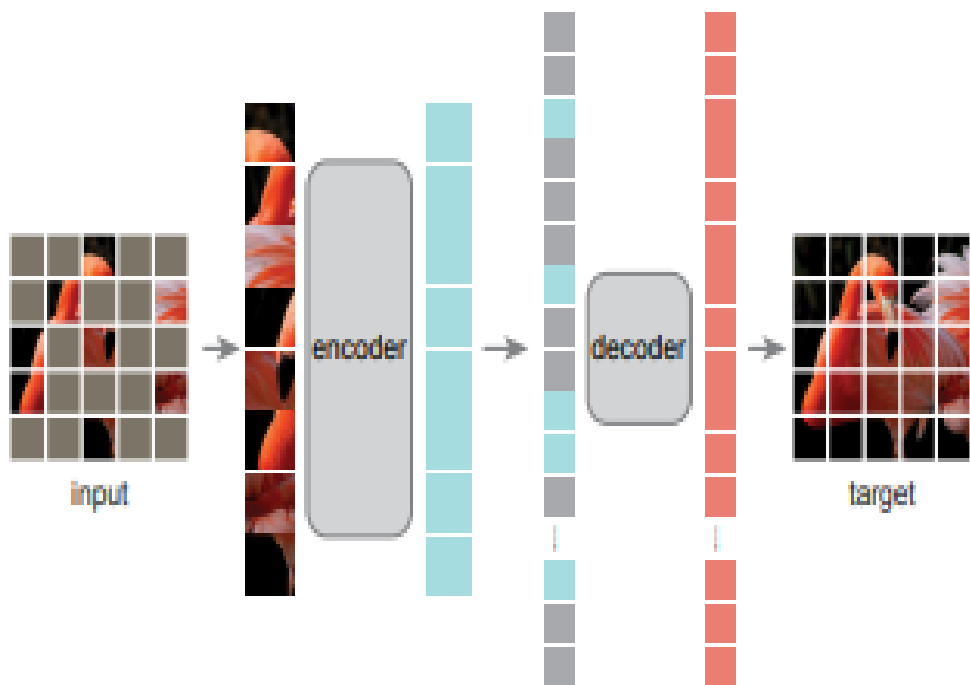 encoder
decoder
input
target